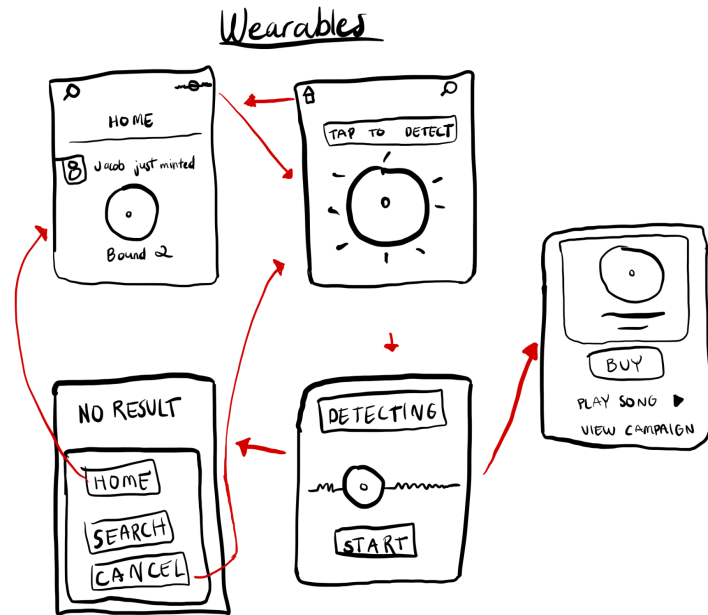 Wearables
HOME
8 Jacob just minted
Bound 2
TAP TO DETECT
NO RESULT
HOME
SEARCH
CANCEL
DETECTING
START
BUY
PLAY SONG
VIEW CAMPAIGN